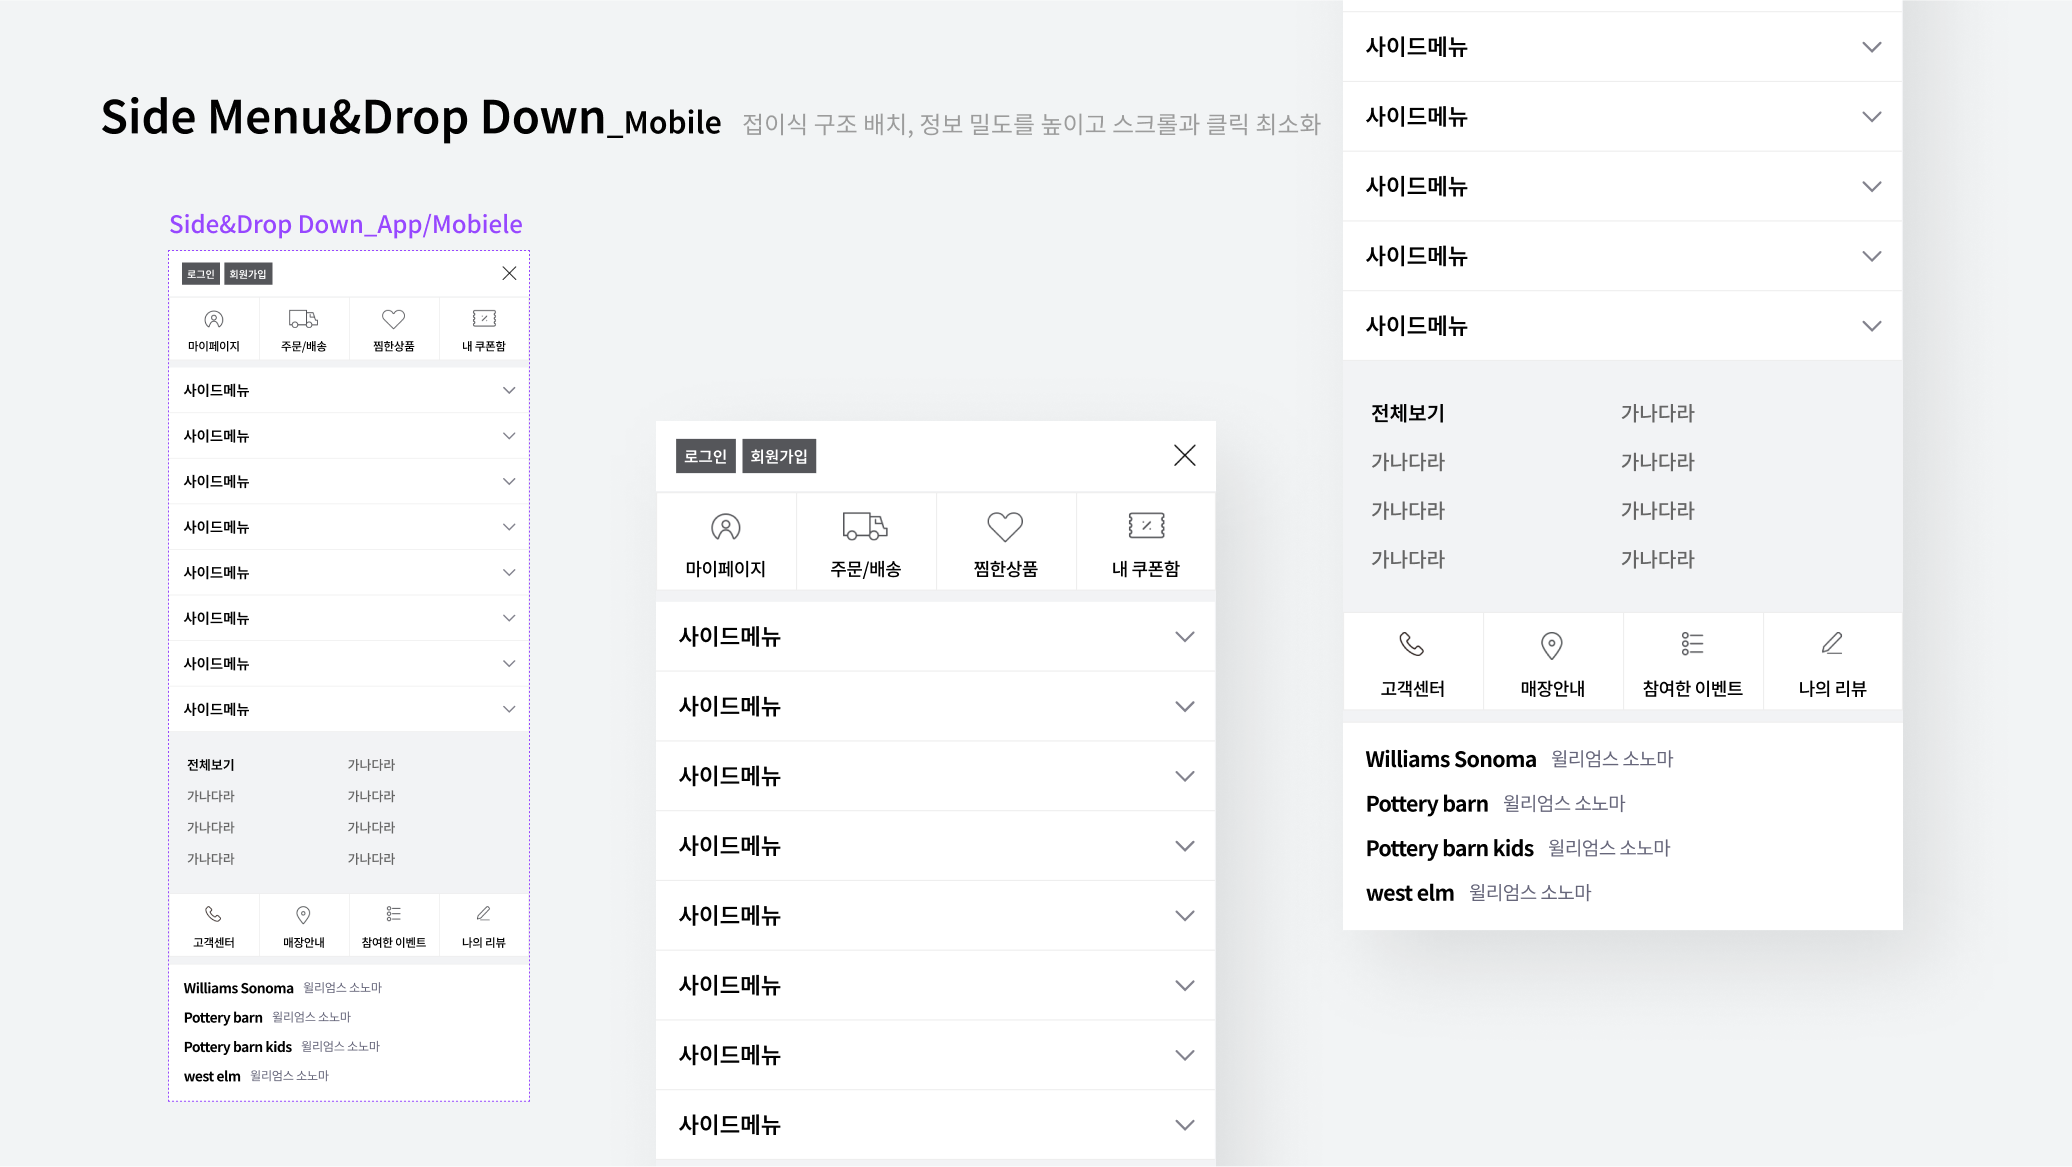 Side Menu&Drop Down_Mobile 접이식 구조 배치, 정보 밀도를 높이고 스크롤과 클릭 최소화
Side&Drop Down_App/Mobiele
로그인 회원가입
마이페이지 주문/배송 찜한상품 내 쿠폰함
사이드메뉴
사이드메뉴
사이드메뉴
사이드메뉴
사이드메뉴
사이드메뉴
사이드메뉴
사이드메뉴
전체보기 가나다라
가나다라 가나다라
가나다라 가나다라
가나다라 가나다라
고객센터 매장안내 참여한 이벤트 나의 리뷰
Williams Sonoma 윌리엄스 소노마
Pottery barn 윌리엄스 소노마
Pottery barn kids 윌리엄스 소노마
west elm 윌리엄스 소노마
로그인 회원가입
마이페이지 주문/배송 찜한상품 내 쿠폰함
사이드메뉴
사이드메뉴
사이드메뉴
사이드메뉴
사이드메뉴
사이드메뉴
사이드메뉴
사이드메뉴
사이드메뉴
사이드메뉴
사이드메뉴
사이드메뉴
사이드메뉴
전체보기 가나다라
가나다라 가나다라
가나다라 가나다라
가나다라 가나다라
고객센터 매장안내 참여한 이벤트 나의 리뷰
Williams Sonoma 윌리엄스 소노마
Pottery barn 윌리엄스 소노마
Pottery barn kids 윌리엄스 소노마
west elm 윌리엄스 소노마